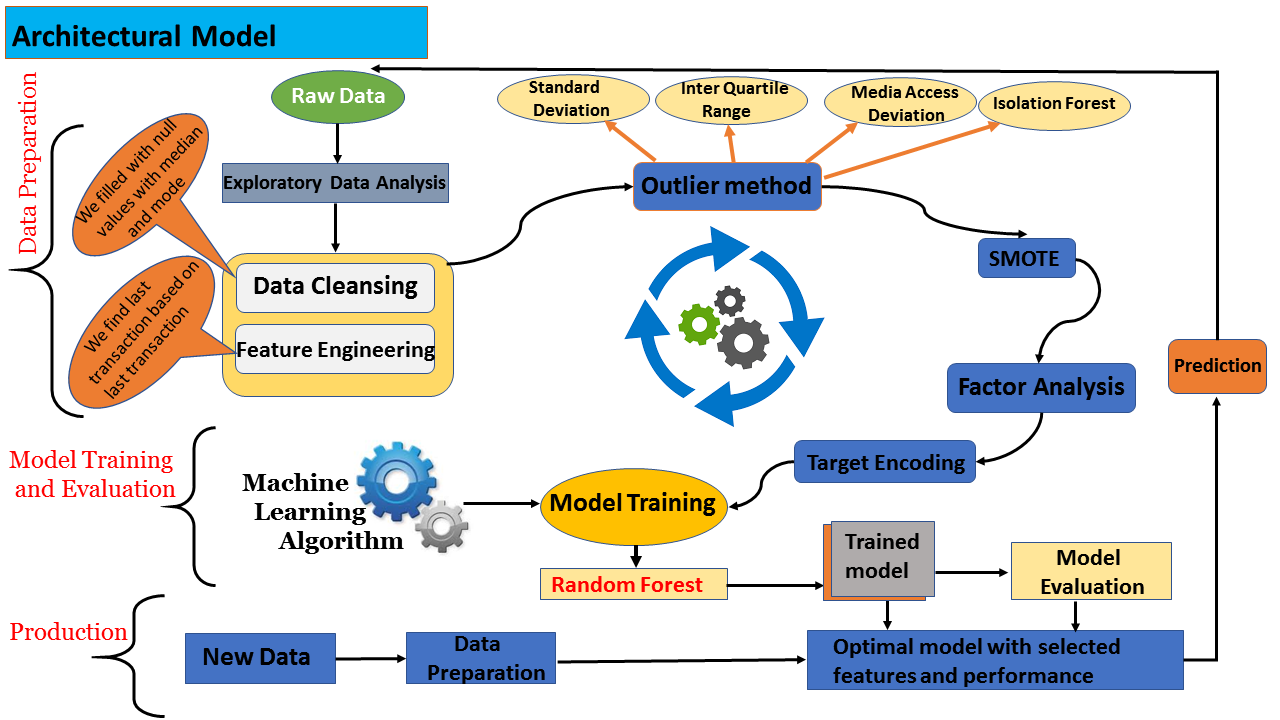 Architectural Model
Data Preparation
Raw Data
Standard
Deviation
Inter Quartile
Range
Media Access
Deviation
Isolation Forest
We filled with null
values with median
and mode
Exploratory Data Analysis
Outlier method
SMOTE
Data Cleansing
Feature Engineering
We find last
transaction based on
last transaction
Prediction
Factor Analysis
Target Encoding
Model Training
and Evaluation
Machine
Learning
Algorithm
Model Training
Random Forest
Trained
model
Model
Evaluation
Production
New Data
Data
Preparation
Optimal model with selected
features and performance